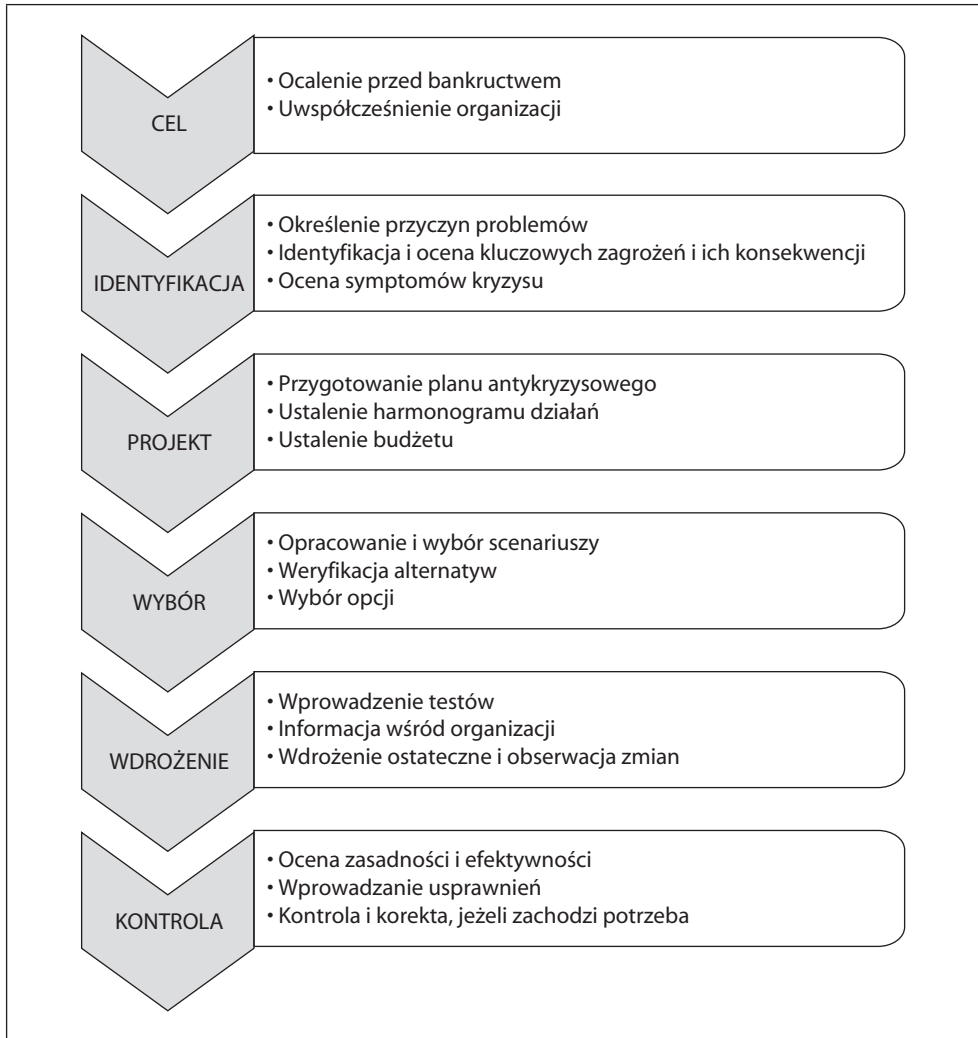 CEL
• Ocalenie przed bankructwem
• Uwspółcześnienie organizacji
IDENTYFIKACJA
• Określenie przyczyn problemów
• Identyfikacja i ocena kluczowych zagrożeń i ich konsekwencji
• Ocena symptomów kryzysu
PROJEKT
• Przygotowanie planu antykryzysowego
• Ustalenie harmonogramu działań
• Ustalenie budżetu
WYBÓR
• Opracowanie i wybór scenariuszy
• Weryfikacja alternatyw
• Wybór opcji
WDROŻENIE
• Wprowadzenie testów
• Informacja wśród organizacji
• Wdrożenie ostateczne i obserwacja zmian
KONTROLA
• Ocena zasadności i efektywności
• Wprowadzanie usprawnień
• Kontrola i korekta, jeżeli zachodzi potrzeba